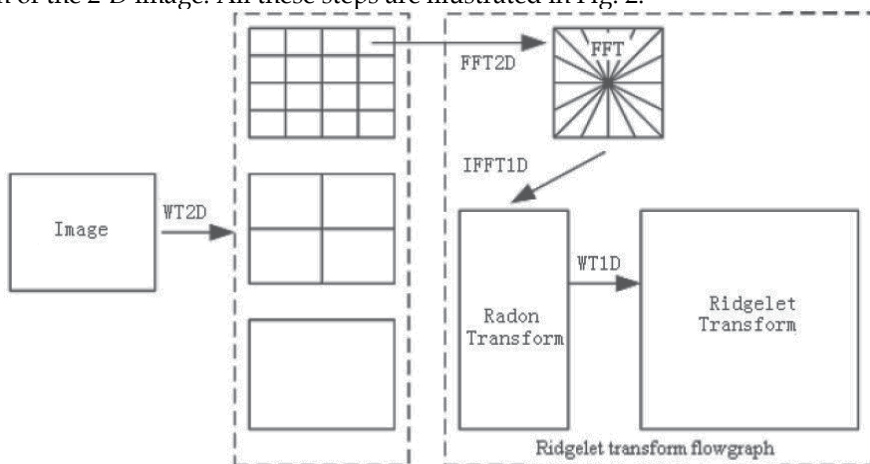 n of the 2-D image. All these steps are illustrated in Fig. 2.
FFT2D
FFT
IFFT1D
Image
WT2D
WT1D
Radon
Transform
Ridgelet
Transform
Ridgelet transform flowgraph